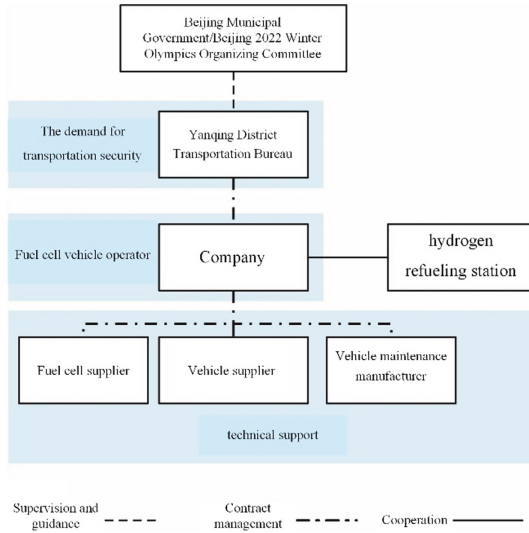 Beijing Municipal
Government/Beijing 2022 Winter
Olympics Organizing Committee
The demand for
transportation security
Yanqing District
Transportation Bureau
Fuel cell vehicle operator
Company
hydrogen
refueling station
Fuel cell supplier
Vehicle supplier
Vehicle maintenance
manufacturer
technical support
Supervision and
guidance
Contract
management
Cooperation